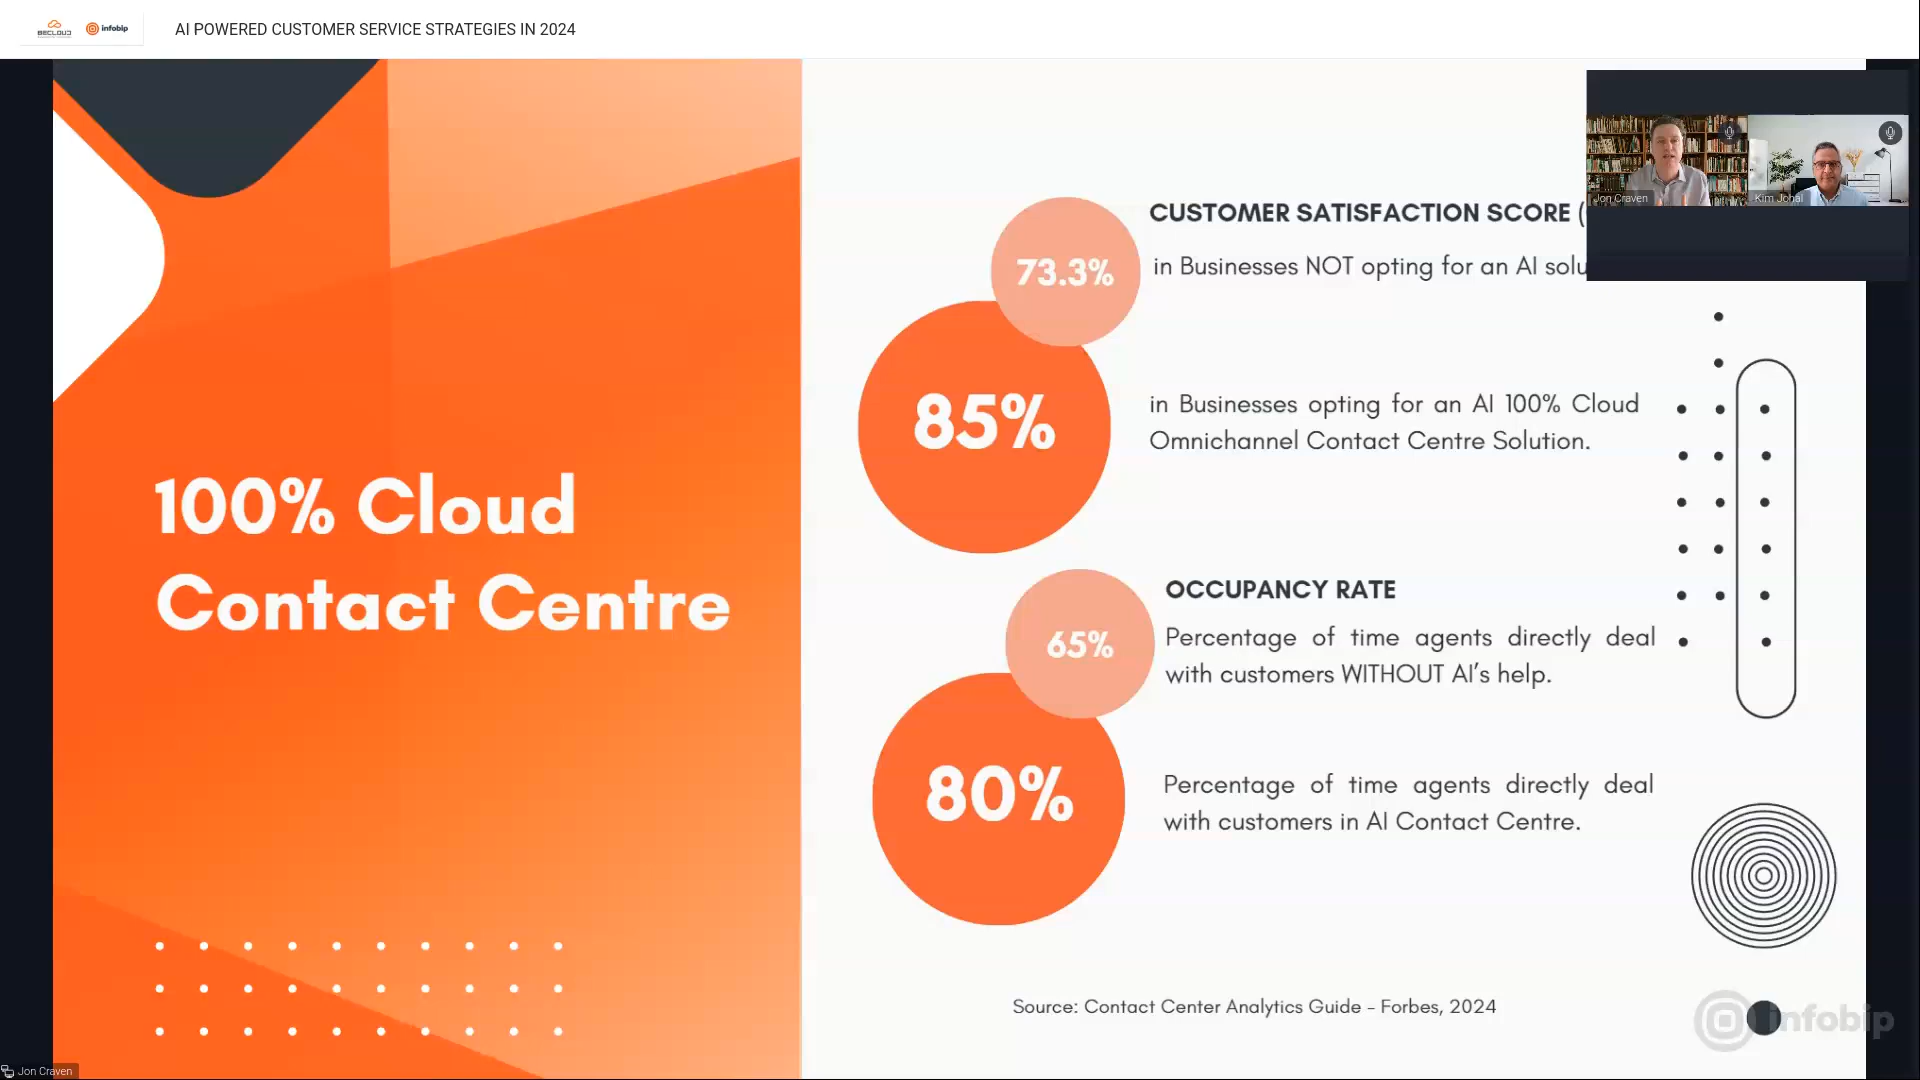 BECLOUD
infobip
AI POWERED CUSTOMER SERVICE STRATEGIES IN 2024
Jon Craven
Kim Johal
100% Cloud
Contact Centre
CUSTOMER SATISFACTION SCORE (
73.3%
in Businesses NOT opting for an AI solu
85%
in Businesses opting for an AI 100% Cloud
Omnichannel Contact Centre Solution.
OCCUPANCY RATE
65%
Percentage of time agents directly deal
with customers WITHOUT AI’s help.
80%
Percentage of time agents directly deal
with customers in AI Contact Centre.
Source: Contact Center Analytics Guide - Forbes, 2024
infobip
Jon Craven